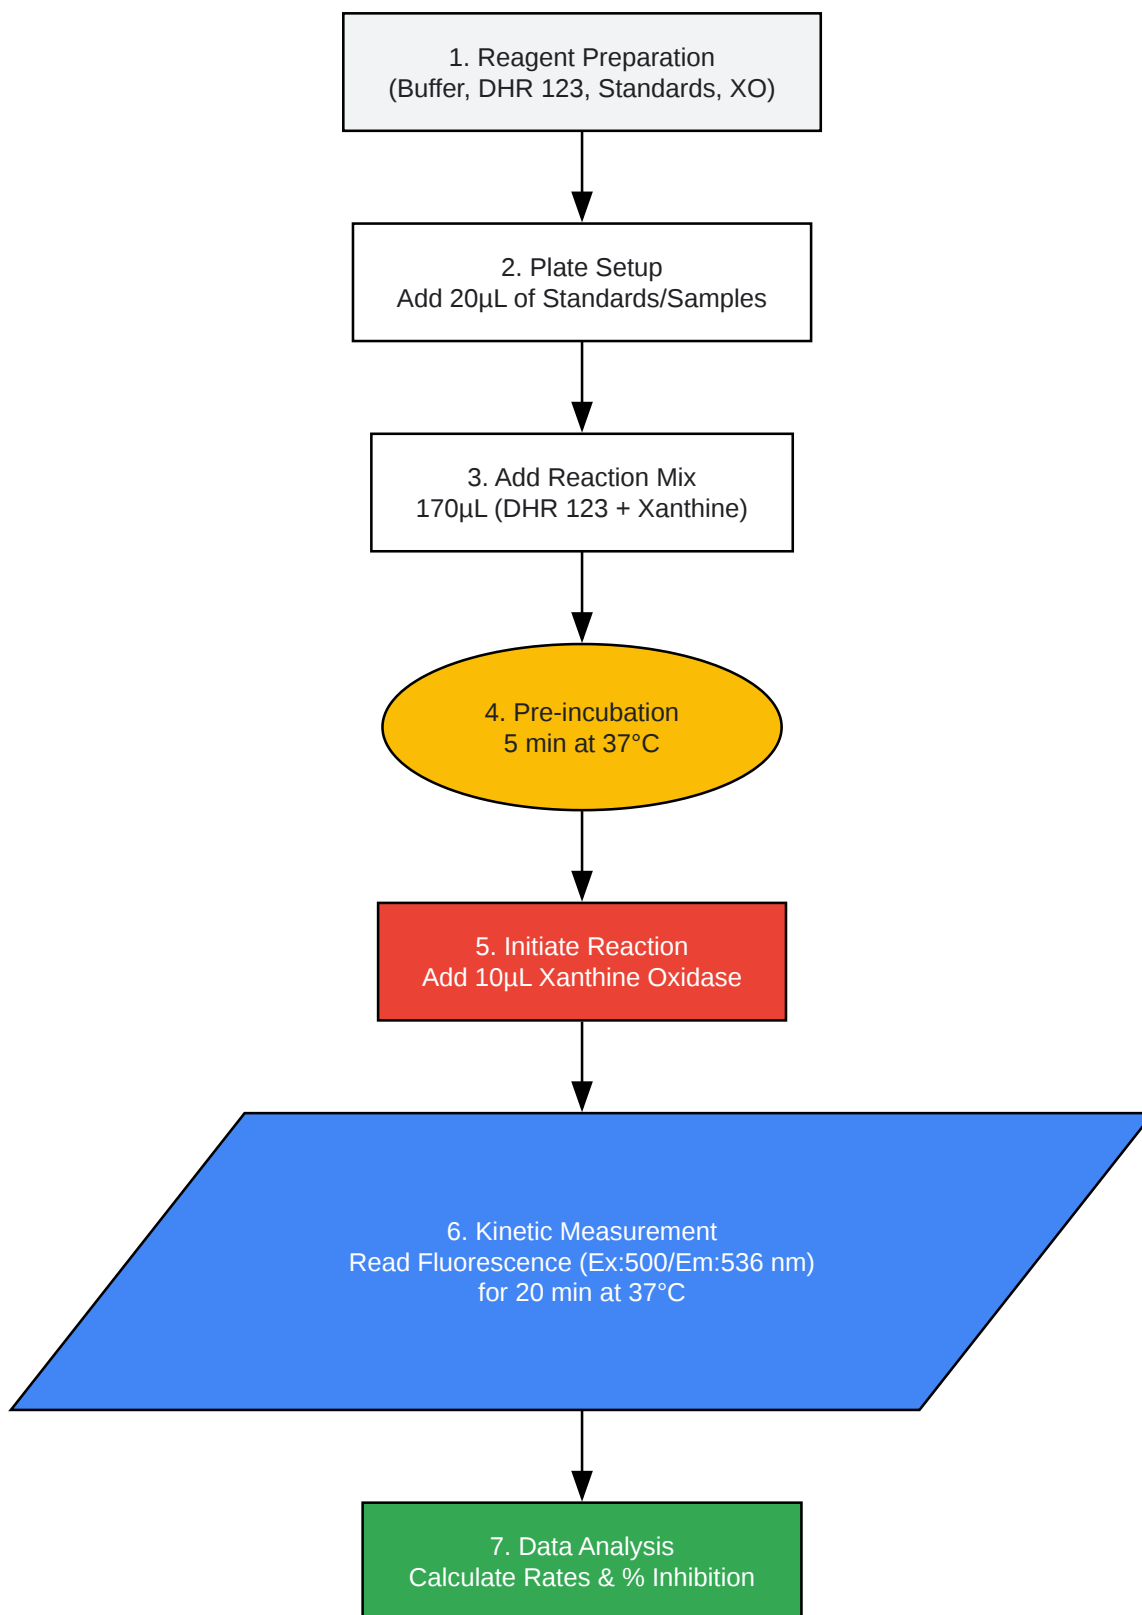 1. Reagent Preparation
(Buffer, DHR 123, Standards, XO)
2. Plate Setup
Add 20µL of Standards/Samples
3. Add Reaction Mix
170µL (DHR 123 + Xanthine)
4. Pre-incubation
5 min at 37°C
5. Initiate Reaction
Add 10µL Xanthine Oxidase
6. Kinetic Measurement
Read Fluorescence (Ex:500/Em:536 nm)
for 20 min at 37°C
7. Data Analysis
Calculate Rates & % Inhibition